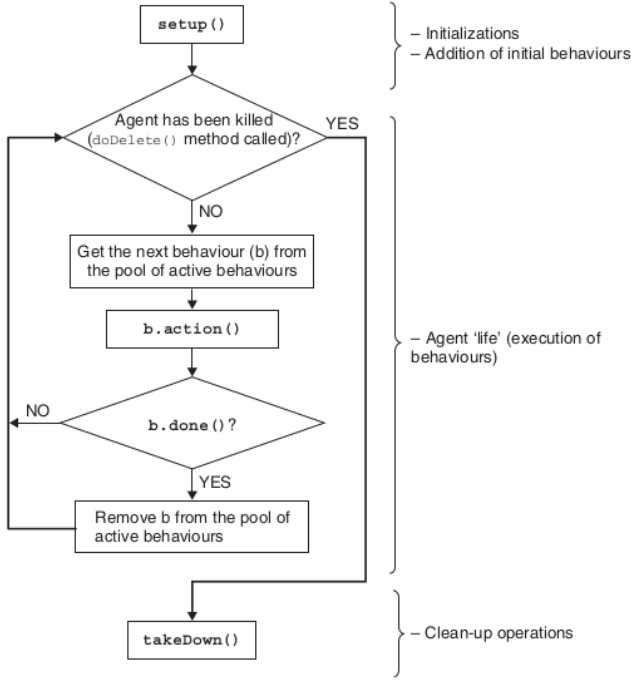 setup()
– Initializations
– Addition of initial behaviours
Agent has been killed
(doDelete() method called)?
YES
NO
Get the next behaviour (b) from
the pool of active behaviours
b.action()
– Agent ‘life’ (execution of
behaviours)
NO
b.done()?
YES
Remove b from the pool of
active behaviours
takeDown()
– Clean-up operations